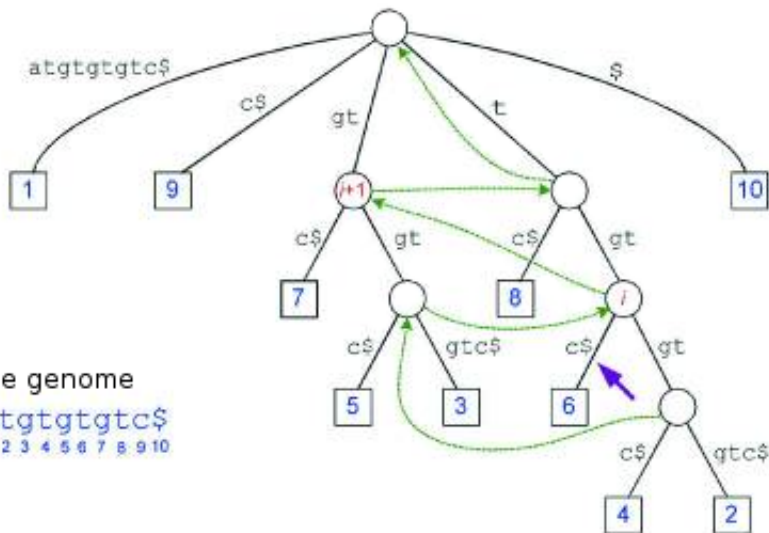 atgtgtgtc$
c$
gt
t
$
1
9
i+1
10
c$
gt
c$
gt
7
8
i
c$
gtc$
c$
gt
5
3
6
e genome
tgtgtgtc$
2 3 4 5 6 7 8 9 10
c$
gtc$
4
2